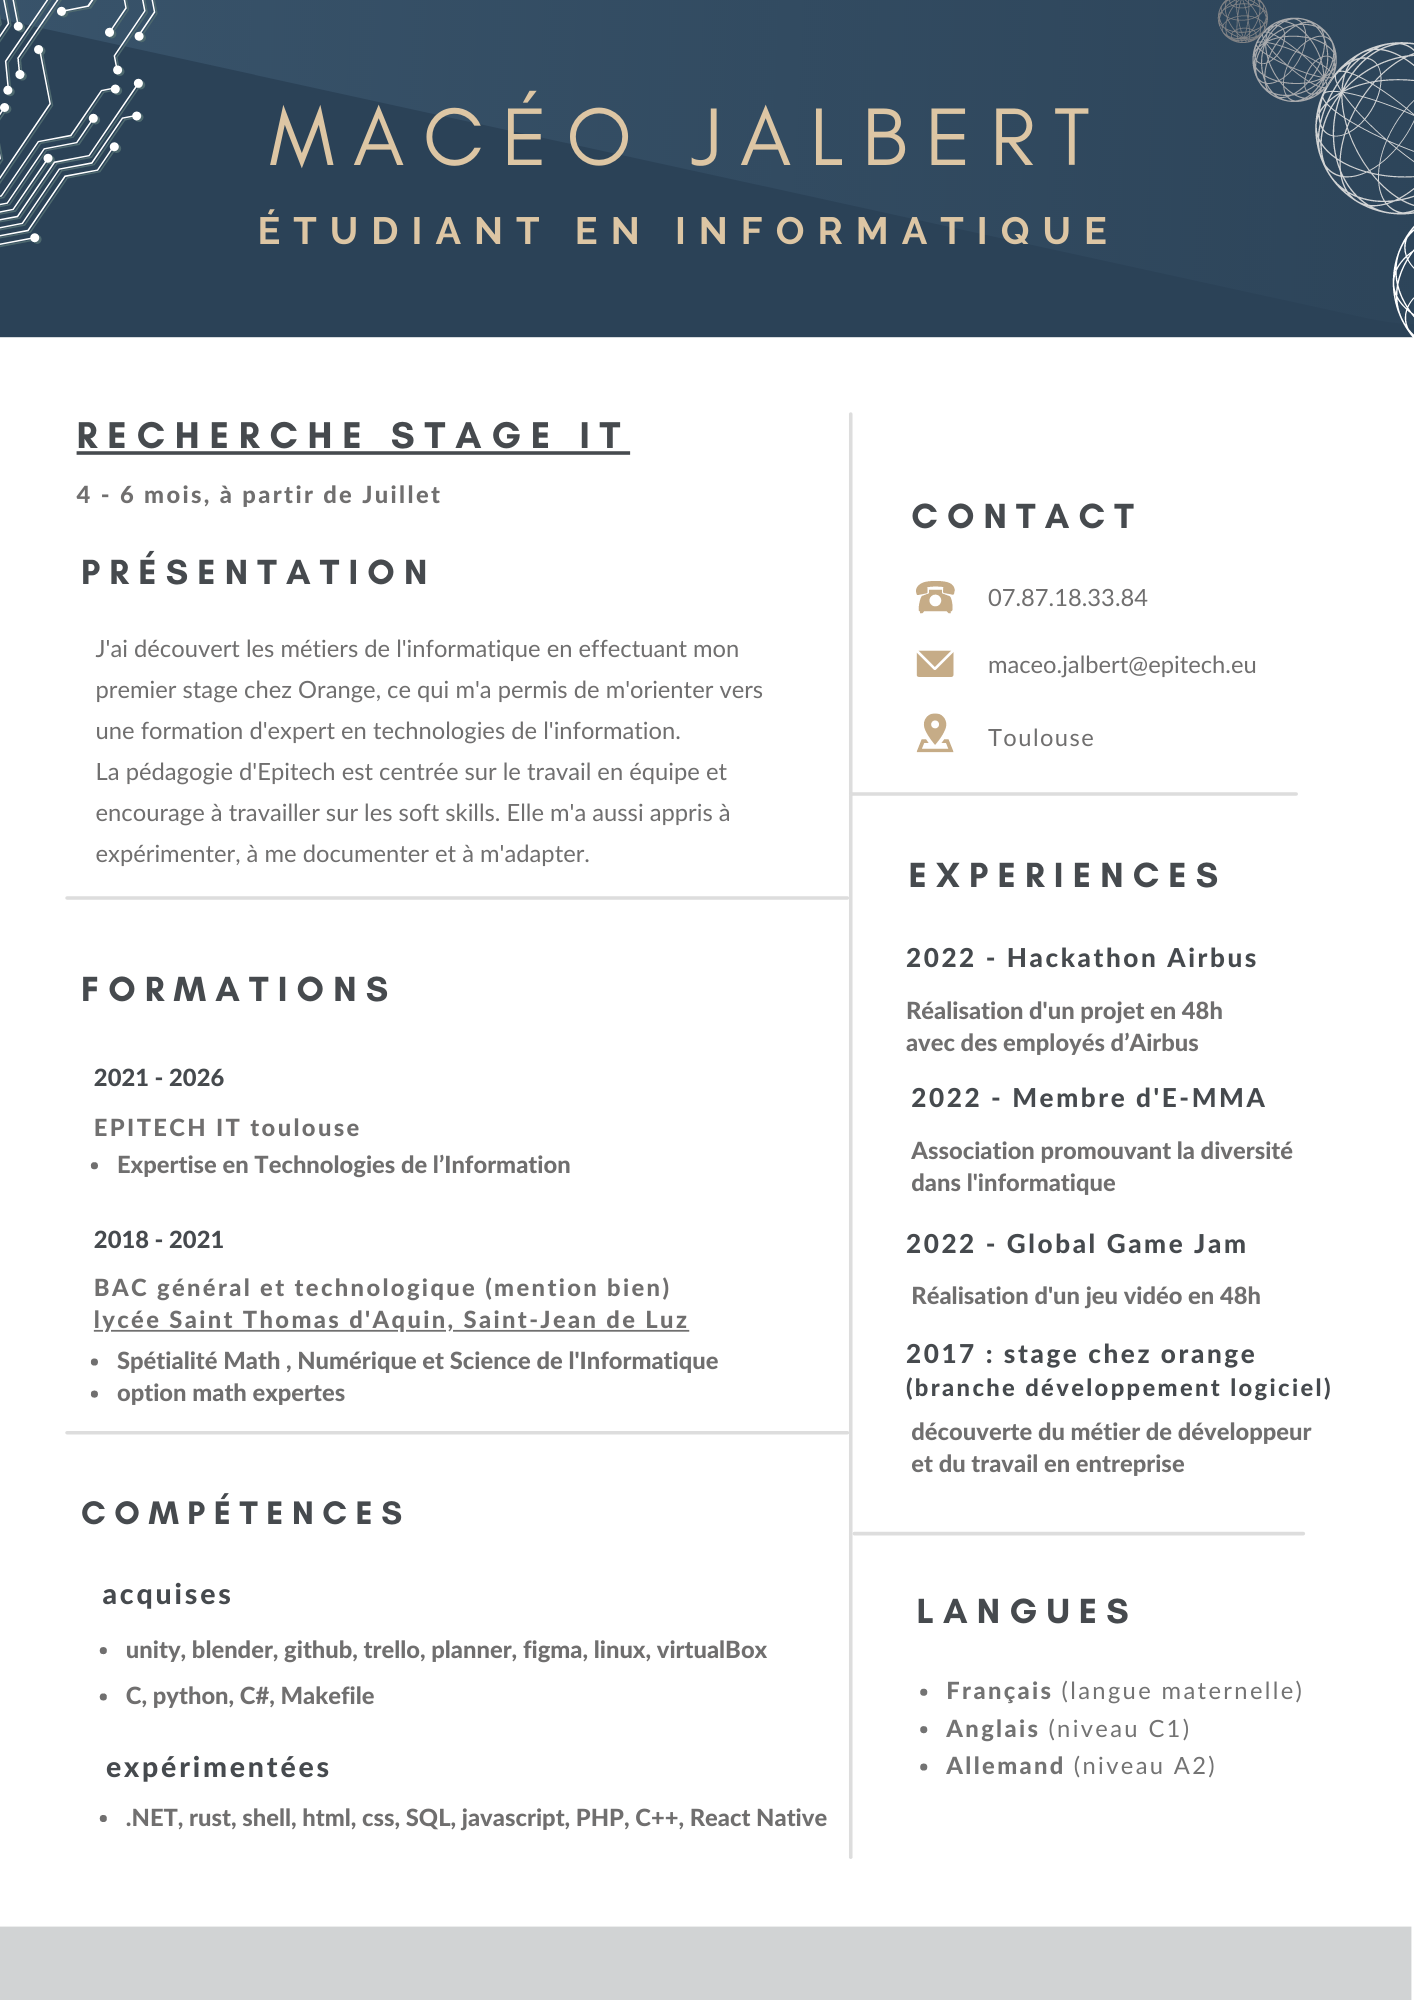 MACÉO JALBERT
ÉTUDIANT EN INFORMATIQUE
RECHERCHE STAGE IT
4 - 6 mois, à partir de Juillet
PRÉSENTATION
J'ai découvert les métiers de l'informatique en effectuant mon
premier stage chez Orange, ce qui m'a permis de m'orienter vers
une formation d'expert en technologies de l'information.
La pédagogie d'Epitech est centrée sur le travail en équipe et
encourage à travailler sur les soft skills. Elle m'a aussi appris à
expérimenter, à me documenter et à m'adapter.
FORMATIONS
2021 - 2026
EPITECH IT toulouse
• Expertise en Technologies de l’Information
2018 - 2021
BAC général et technologique (mention bien)
lycée Saint Thomas d'Aquin, Saint-Jean de Luz
• Spétialité Math , Numérique et Science de l'Informatique
• option math expertes
COMPÉTENCES
acquises
• unity, blender, github, trello, planner, figma, linux, virtualBox
• C, python, C#, Makefile
expérimentées
• .NET, rust, shell, html, css, SQL, javascript, PHP, C++, React Native
CONTACT
07.87.18.33.84
maceo.jalbert@epitech.eu
Toulouse
EXPERIENCES
2022 - Hackathon Airbus
Réalisation d'un projet en 48h
avec des employés d’Airbus
2022 - Membre d'E-MMA
Association promouvant la diversité
dans l'informatique
2022 - Global Game Jam
Réalisation d'un jeu vidéo en 48h
2017 : stage chez orange
(branche développement logiciel)
découverte du métier de développeur
et du travail en entreprise
LANGUES
• Français (langue maternelle)
• Anglais (niveau C1)
• Allemand (niveau A2)